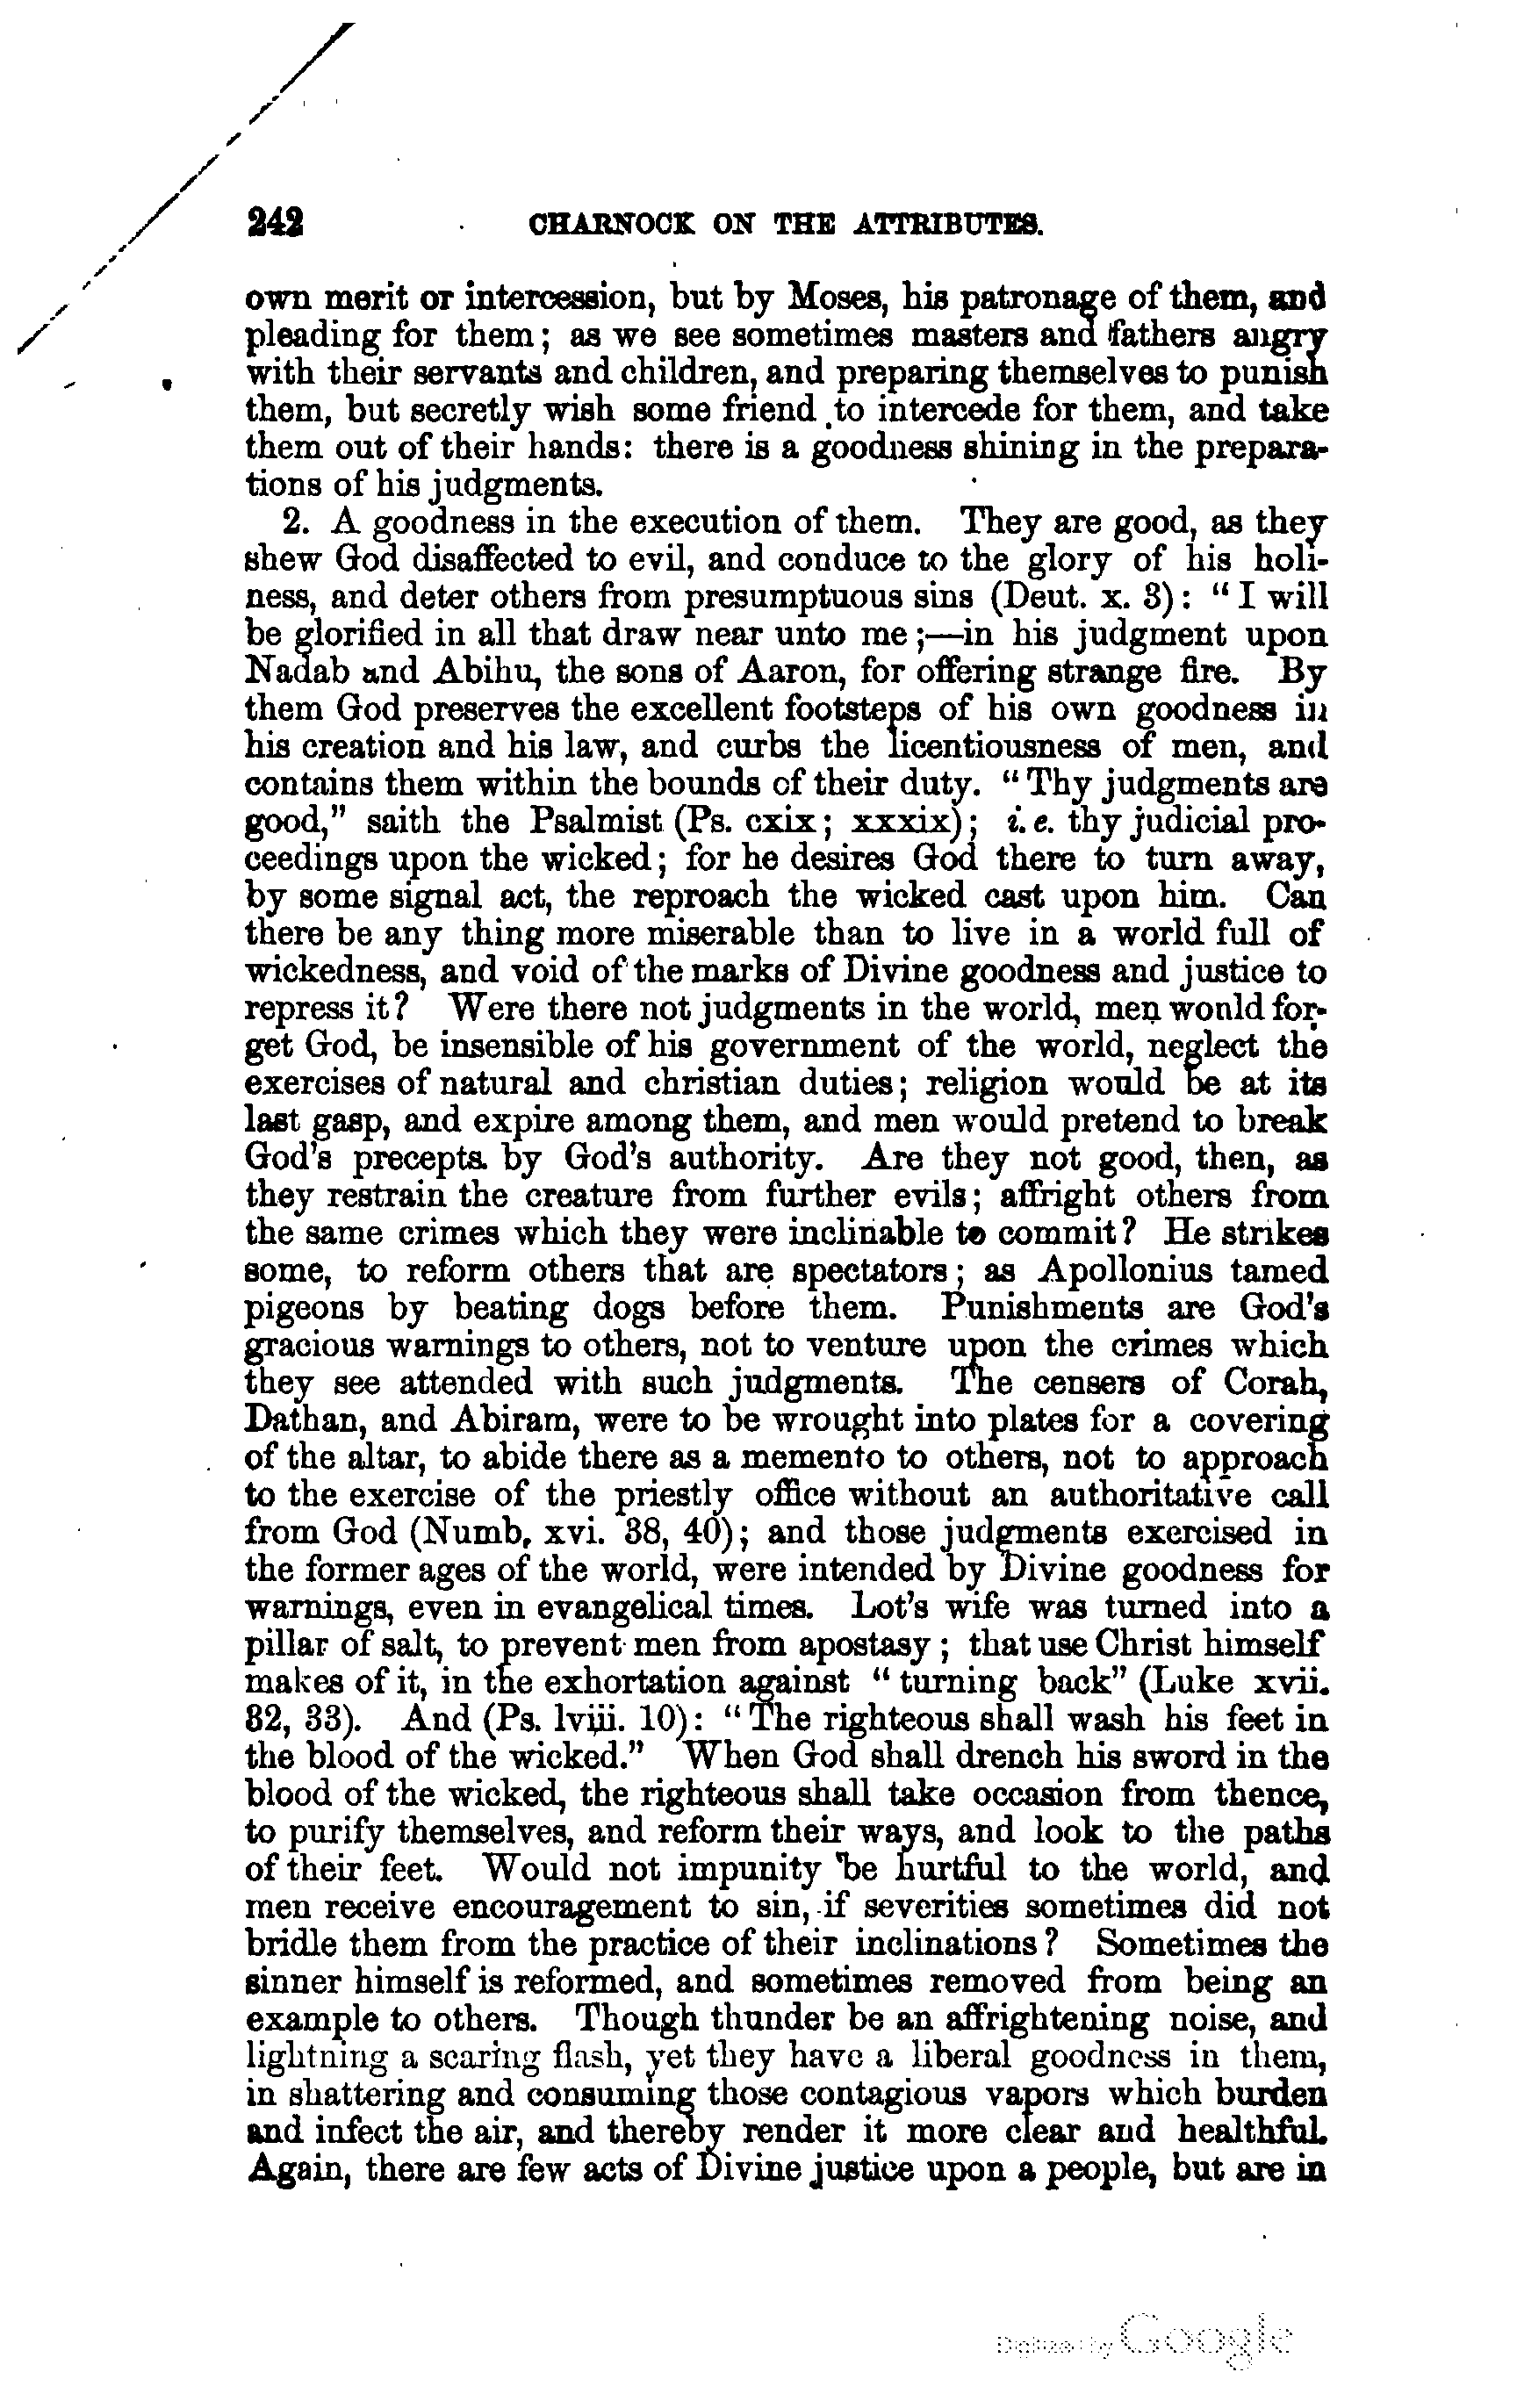 242 CHARNOCK ON THE ATTRIBUTES.
own merit or intercession, but by Moses, his patronage of them, and
pleading for them; as we see sometimes masters and fathers angry
with their servants and children, and preparing themselves to punish
them, but secretly wish some friend to intercede for them, and take
them out of their hands: there is a goodness shining in the prepara-
tions of his judgments.
2. A goodness in the execution of them. They are good, as they
shew God disaffected to evil, and conduce to the glory of his holi-
ness, and deter others from presumptuous sins (Deut. x. 3): "I will
be glorified in all that draw near unto me;—in his judgment upon
Nadab and Abihu, the sons of Aaron, for offering strange fire. By
them God preserves the excellent footsteps of his own goodness in
his creation and his law, and curbs the licentiousness of men, and
contains them within the bounds of their duty. "Thy judgments are
good," saith the Psalmist (Ps. cxix; xxxix); i. e. thy judicial pro-
ceedings upon the wicked; for he desires God there to turn away,
by some signal act, the reproach the wicked cast upon him. Can
there be any thing more miserable than to live in a world full of
wickedness, and void of the marks of Divine goodness and justice to
repress it? Were there not judgments in the world, men would for-
get God, be insensible of his government of the world, neglect the
exercises of natural and christian duties; religion would be at its
last gasp, and expire among them, and men would pretend to break
God's precepts by God's authority. Are they not good, then, as
they restrain the creature from further evils; affright others from
the same crimes which they were inclinable to commit? He strikes
some, to reform others that are spectators; as Apollonius tamed
pigeons by beating dogs before them. Punishments are God's
gracious warnings to others, not to venture upon the crimes which
they see attended with such judgments. The censers of Corah,
Dathan, and Abiram, were to be wrought into plates for a covering
of the altar, to abide there as a memento to others, not to approach
to the exercise of the priestly office without an authoritative call
from God (Numb, xvi. 38, 40); and those judgments exercised in
the former ages of the world, were intended by Divine goodness for
warnings, even in evangelical times. Lot's wife was turned into a
pillar of salt, to prevent men from apostasy; that use Christ himself
makes of it, in the exhortation against "turning back" (Luke xvii.
32, 33). And (Ps. lviii. 10): "The righteous shall wash his feet in
the blood of the wicked." When God shall drench his sword in the
blood of the wicked, the righteous shall take occasion from thence,
to purify themselves, and reform their ways, and look to the paths
of their feet. Would not impunity be hurtful to the world, and
men receive encouragement to sin, if severities sometimes did not
bridle them from the practice of their inclinations? Sometimes the
sinner himself is reformed, and sometimes removed from being an
example to others. Though thunder be an affrightening noise, and
lightning a scaring flash, yet they have a liberal goodness in them,
in shattering and consuming those contagious vapors which burden
and infect the air, and thereby render it more clear and healthful.
Again, there are few acts of Divine justice upon a people, but are in
Digitized by Google